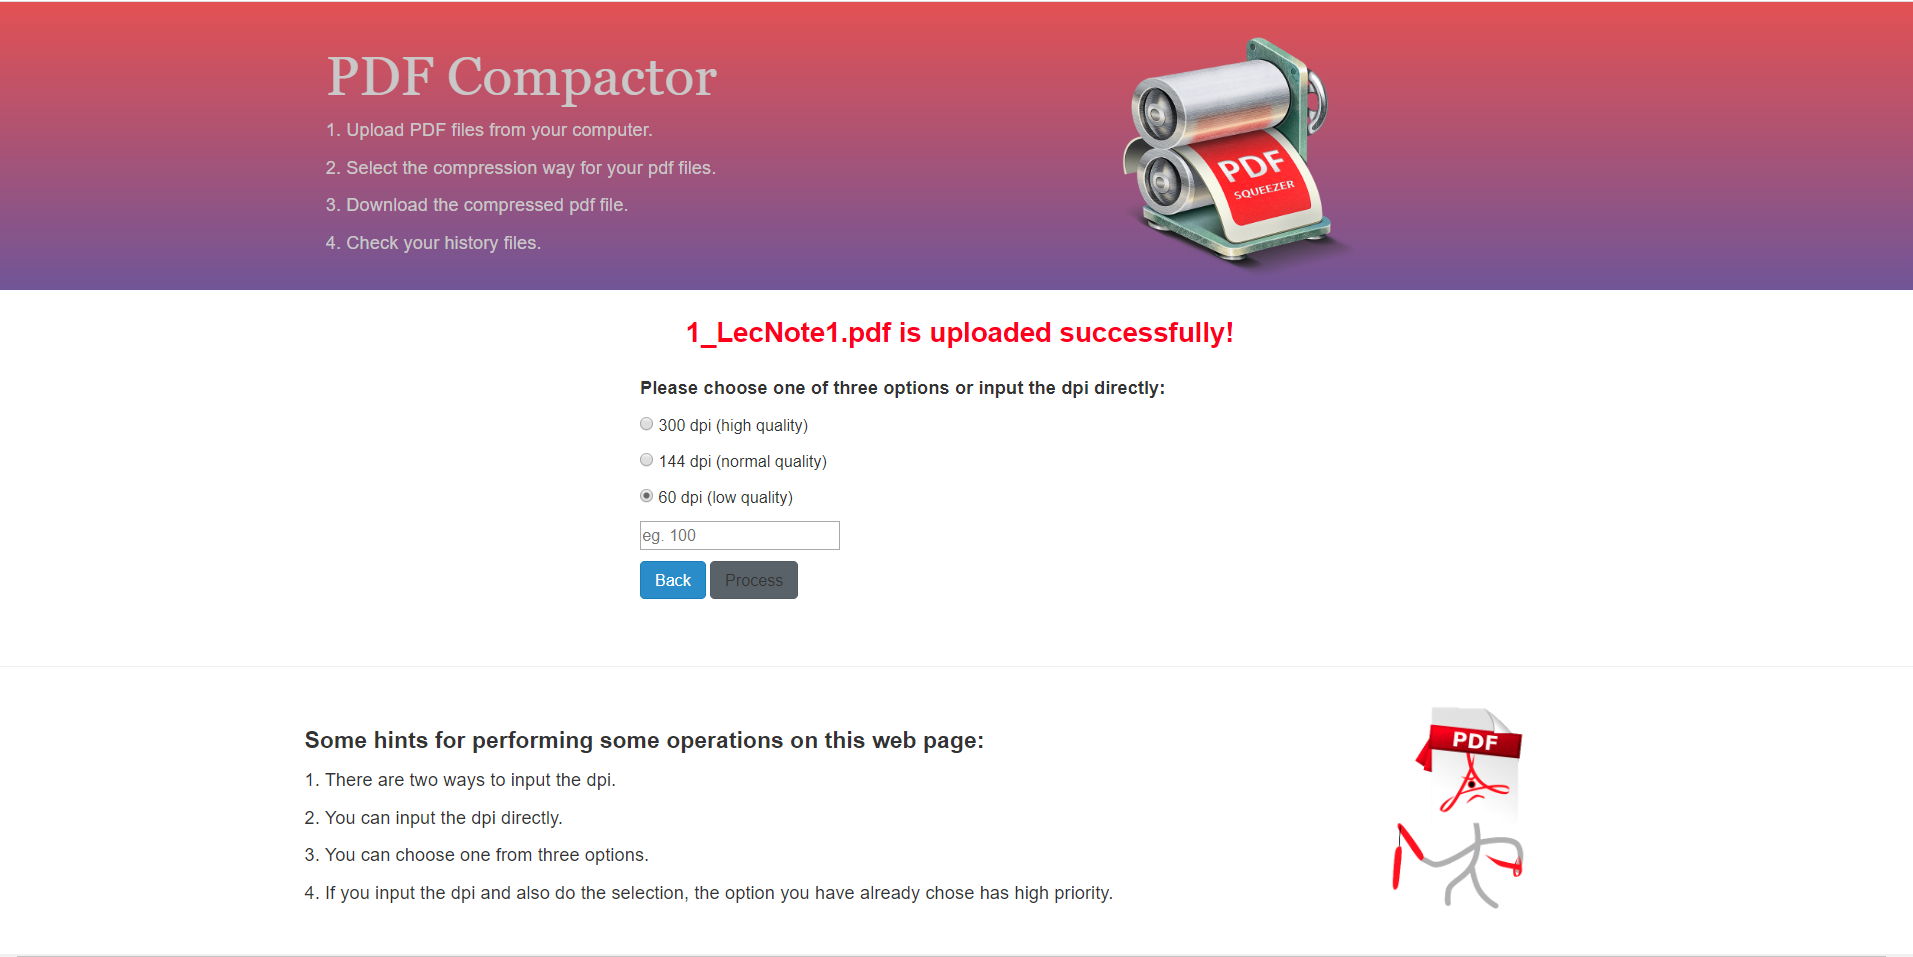 PDF Compactor
1. Upload PDF files from your computer.
2. Select the compression way for your pdf files.
3. Download the compressed pdf file.
4. Check your history files.
PDF
SQUEEZER
1_LecNote1.pdf is uploaded successfully!
Please choose one of three options or input the dpi directly:
300 dpi (high quality)
144 dpi (normal quality)
60 dpi (low quality)
eg. 100
Back Process
Some hints for performing some operations on this web page:
1. There are two ways to input the dpi.
2. You can input the dpi directly.
3. You can choose one from three options.
4. If you input the dpi and also do the selection, the option you have already chose has high priority.
PDF